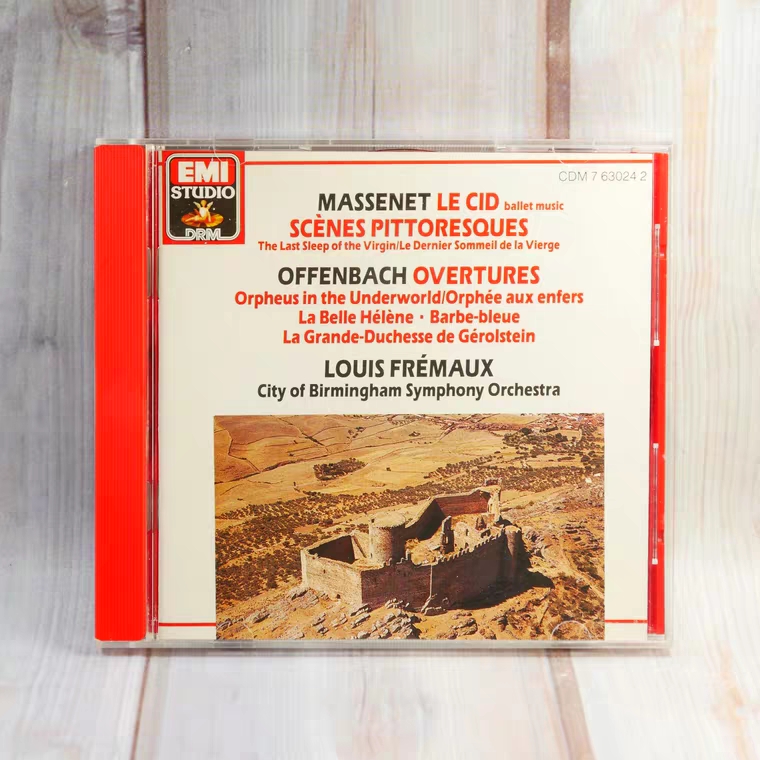 EMI
STUDIO
DRM
CDM 7 63024 2
MASSENET LE CID ballet music
SCÈNES PITTORESQUES
The Last Sleep of the Virgin/Le Dernier Sommeil de la Vierge
OFFENBACH OVERTURES
Orpheus in the Underworld/Orphée aux enfers
La Belle Hélène · Barbe-bleue
La Grande-Duchesse de Gérolstein
LOUIS FRÉMAUX
City of Birmingham Symphony Orchestra